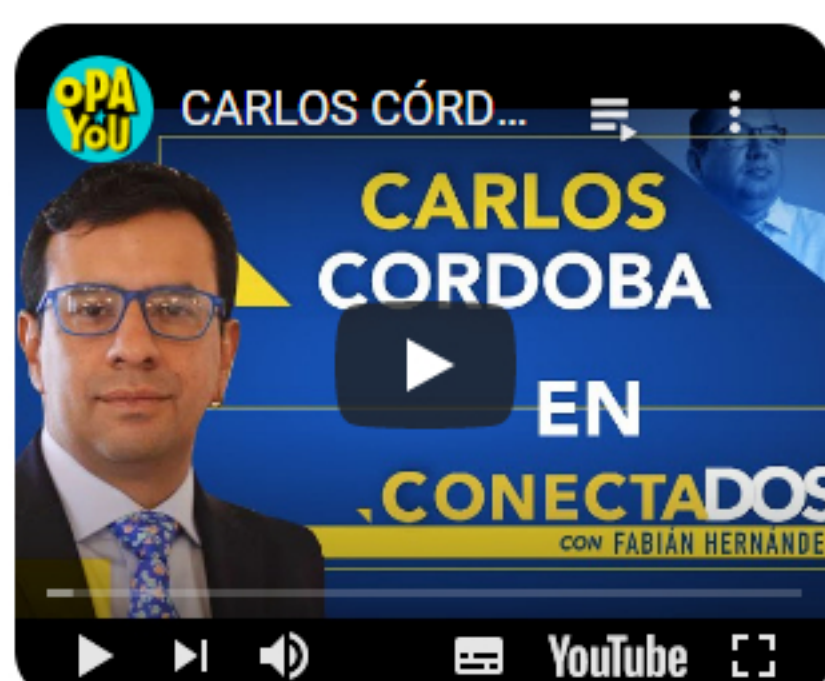 OPA
YOU
CARLOS CÓRD...
CARLOS
CORDOBA
EN
CONECTADOS
CON FABIÁN HERNÁNDE
YouTube